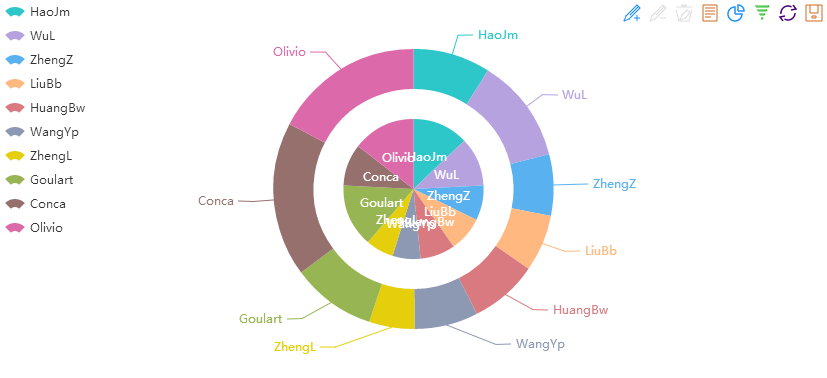 HaoJm
WuL
ZhengZ
LiuBb
HuangBw
WangYp
ZhengL
Goulart
Conca
Olivio
Olivio
HaoJm
WuL
ZhengZ
LiuBb
HuangBw
WangYp
ZhengL
Goulart
Conca
Olivio
HaoJm
WuL
Conca
ZhengZ
Goulart
LiuBb
WangYp